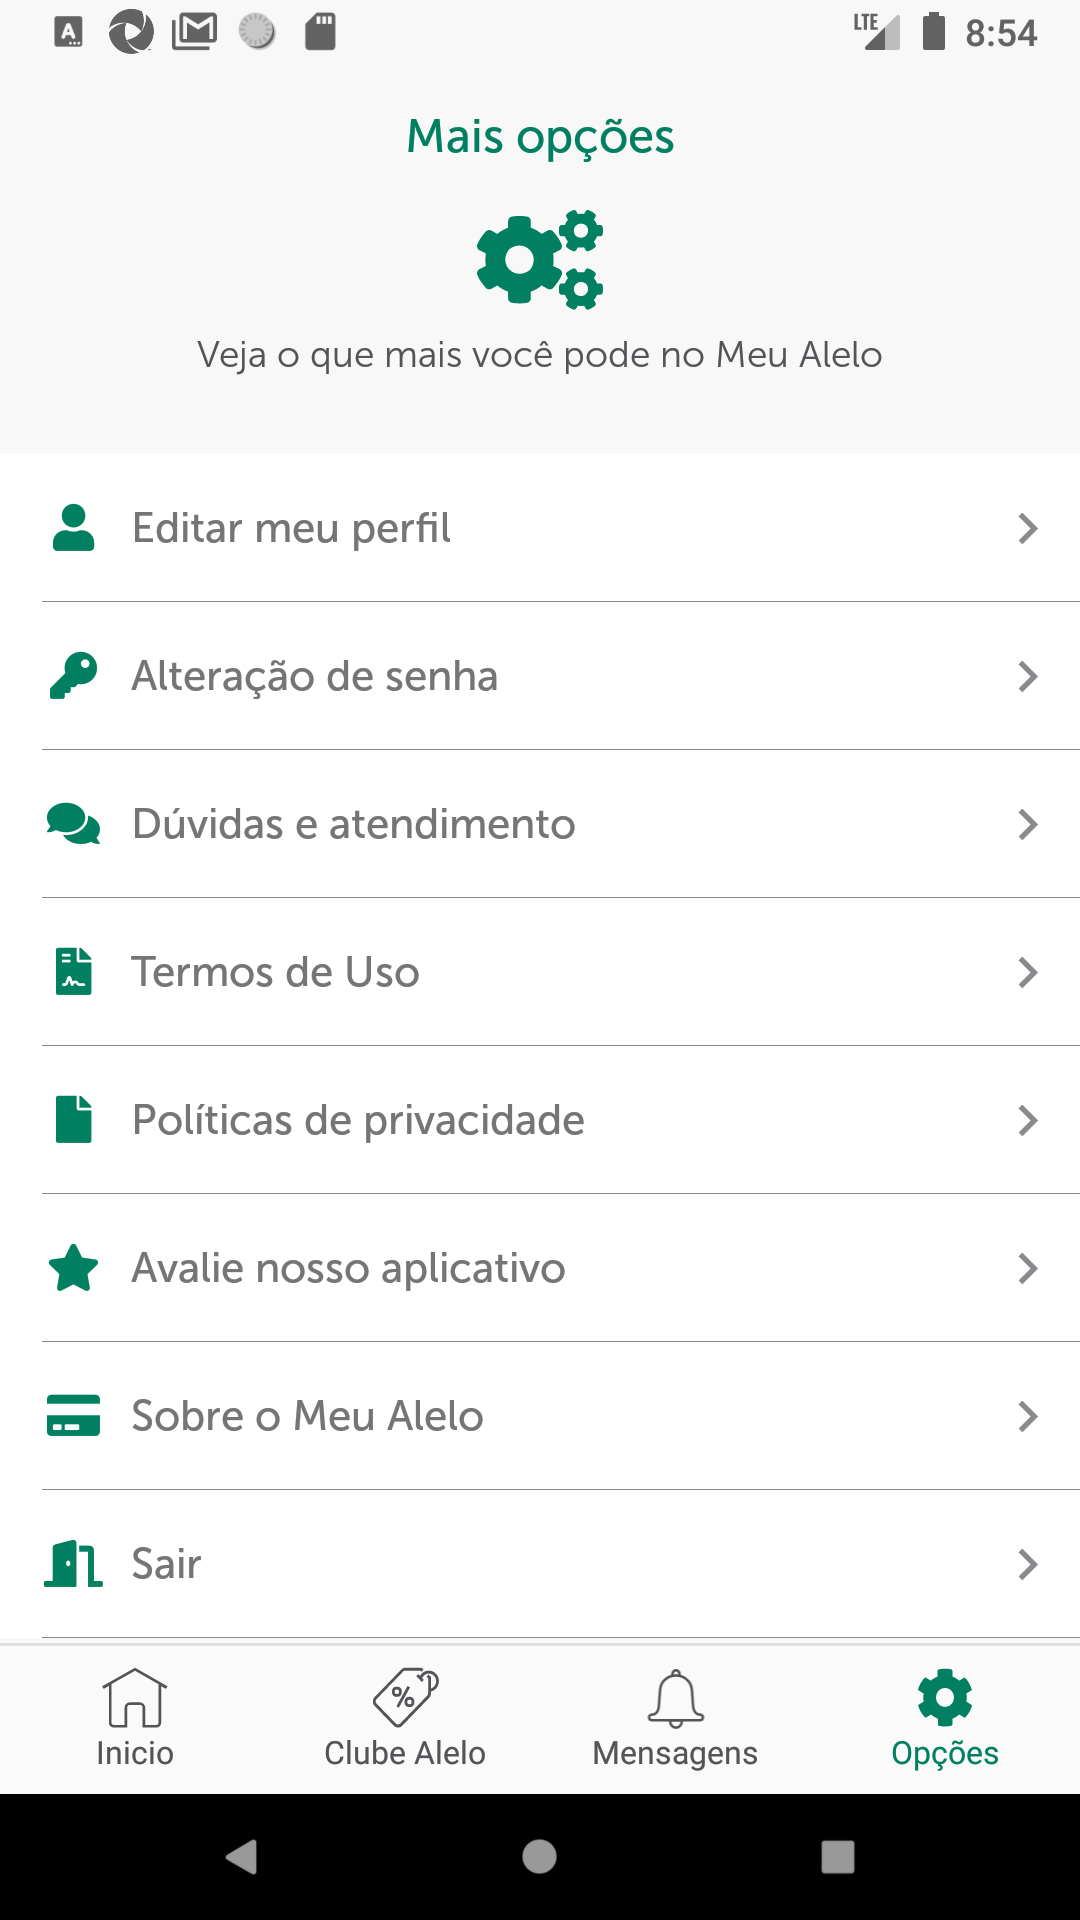 LTE 8:54
Mais opções
Veja o que mais você pode no Meu Alelo
Editar meu perfil
Alteração de senha
Dúvidas e atendimento
Termos de Uso
Políticas de privacidade
Avalie nosso aplicativo
Sobre o Meu Alelo
Sair
Inicio Clube Alelo Mensagens Opções